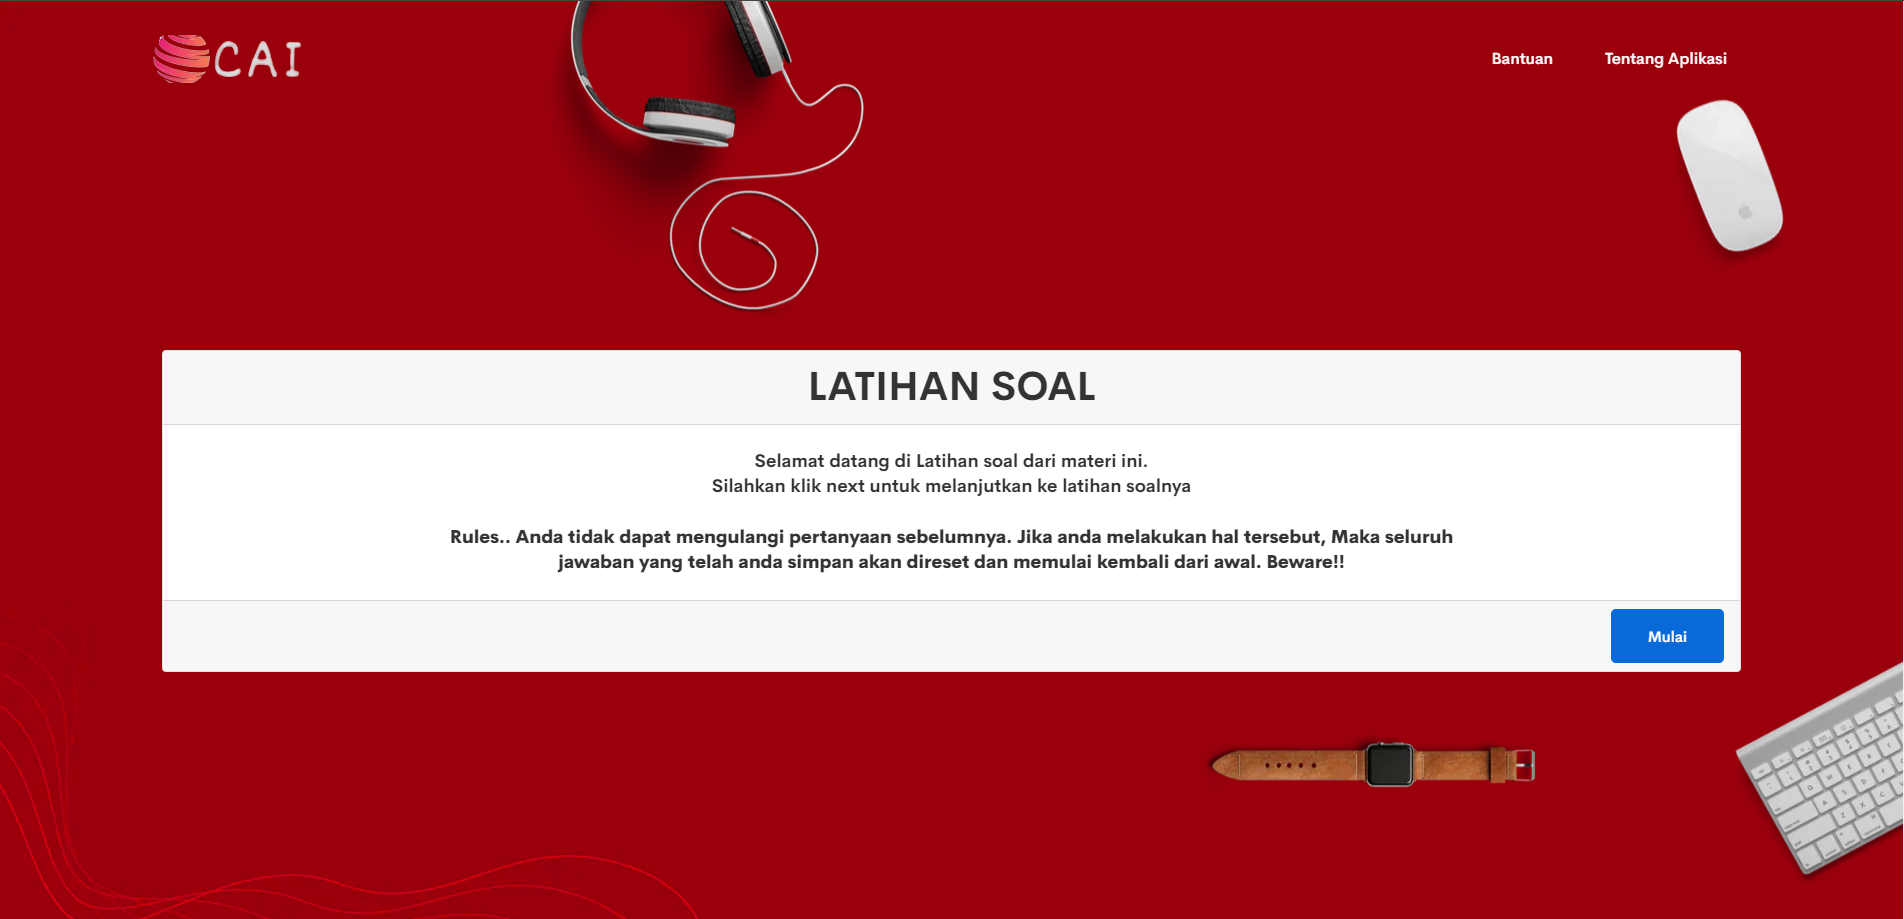 CAI
Bantuan
Tentang Aplikasi
LATIHAN SOAL
Selamat datang di Latihan soal dari materi ini.
Silahkan klik next untuk melanjutkan ke latihan soalnya
Rules.. Anda tidak dapat mengulangi pertanyaan sebelumnya. Jika anda melakukan hal tersebut, Maka seluruh
jawaban yang telah anda simpan akan direset dan memulai kembali dari awal. Beware!!
Mulai